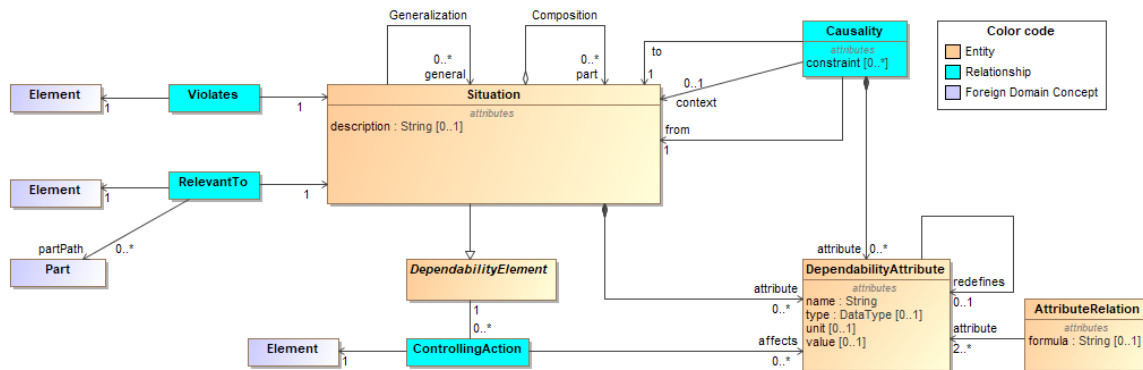 Generalization
Composition
Causality
attributes
constraint [0..*]
Color code
Entity
Relationship
Foreign Domain Concept
0..*
general
0..*
part
to
1
0..1
context
from
1
Element
1
Violates
1
Situation
attributes
description : String [0..1]
Element
1
RelevantTo
1
partPath
0..*
Part
DependabilityElement
1
0..*
Element
1
ControllingAction
attribute
0..*
affects
0..*
attribute
0..*
DependabilityAttribute
attributes
name : String
type : DataType [0..1]
unit [0..1]
value [0..1]
redefines
0..1
attribute
2..*
AttributeRelation
attributes
formula : String [0..1]